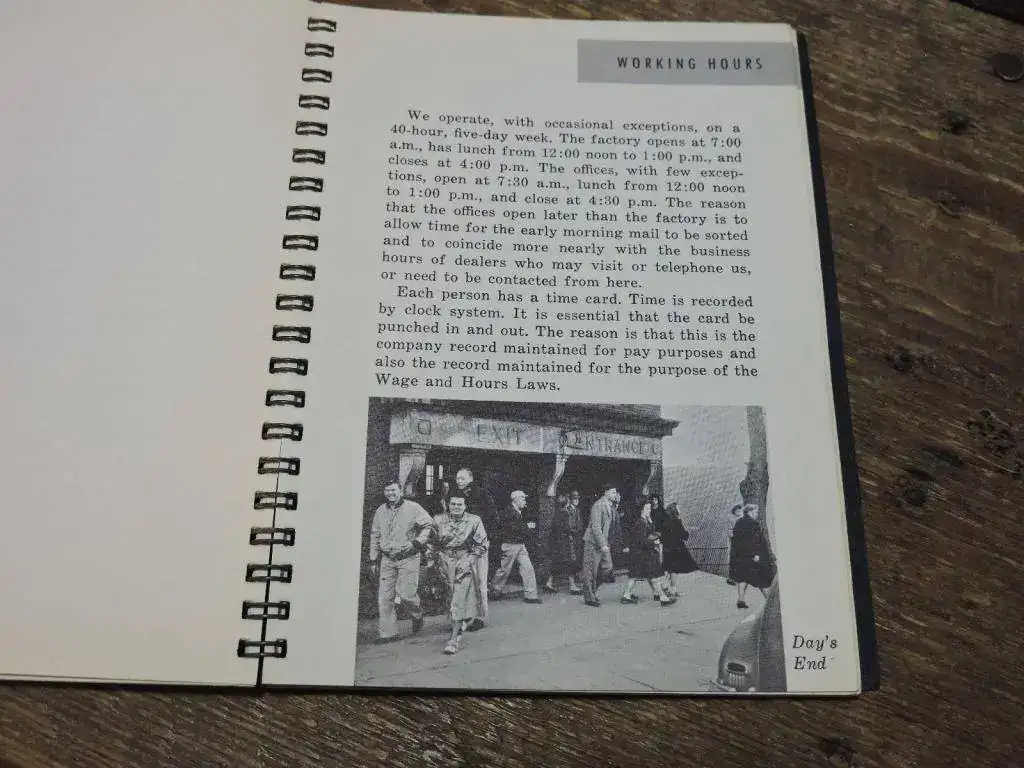 WORKING HOURS
We operate, with occasional exceptions, on a
40-hour, five-day week. The factory opens at 7:00
a.m., has lunch from 12:00 noon to 1:00 p.m., and
closes at 4:00 p.m. The offices, with few excep-
tions, open at 7:30 a.m., lunch from 12:00 noon
to 1:00 p.m., and close at 4:30 p.m. The reason
that the offices open later than the factory is to
allow time for the early morning mail to be sorted
and to coincide more nearly with the business
hours of dealers who may visit or telephone us,
or need to be contacted from here.
Each person has a time card. Time is recorded
by clock system. It is essential that the card be
punched in and out. The reason is that this is the
company record maintained for pay purposes and
also the record maintained for the purpose of the
Wage and Hours Laws.
EXIT ENTRANCE
Day's
End